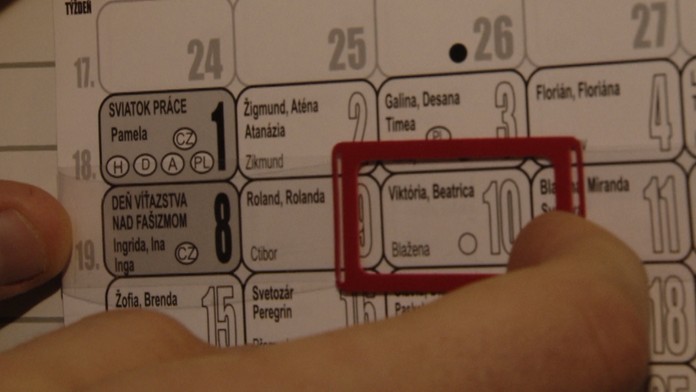 TÝŽDEŇ
17.
24
25
26
27
SVIATOK PRÁCE
Pamela
CZ
H D A PL
1
Žigmund, Aténa
Atanázia
Zikmund
2
Galina, Desana
Timea
PL
3
Florián, Floriána
4
18.
DEŇ VÍŤAZSTVA
NAD FAŠIZMOM
Ingrida, Ina
Inga
CZ
8
Roland, Rolanda
Ctibor
9
Viktória, Beatrica
Blažena
10
Miranda
11
19.
Žofia, Brenda
15
Svetozár
Peregrin
16
18